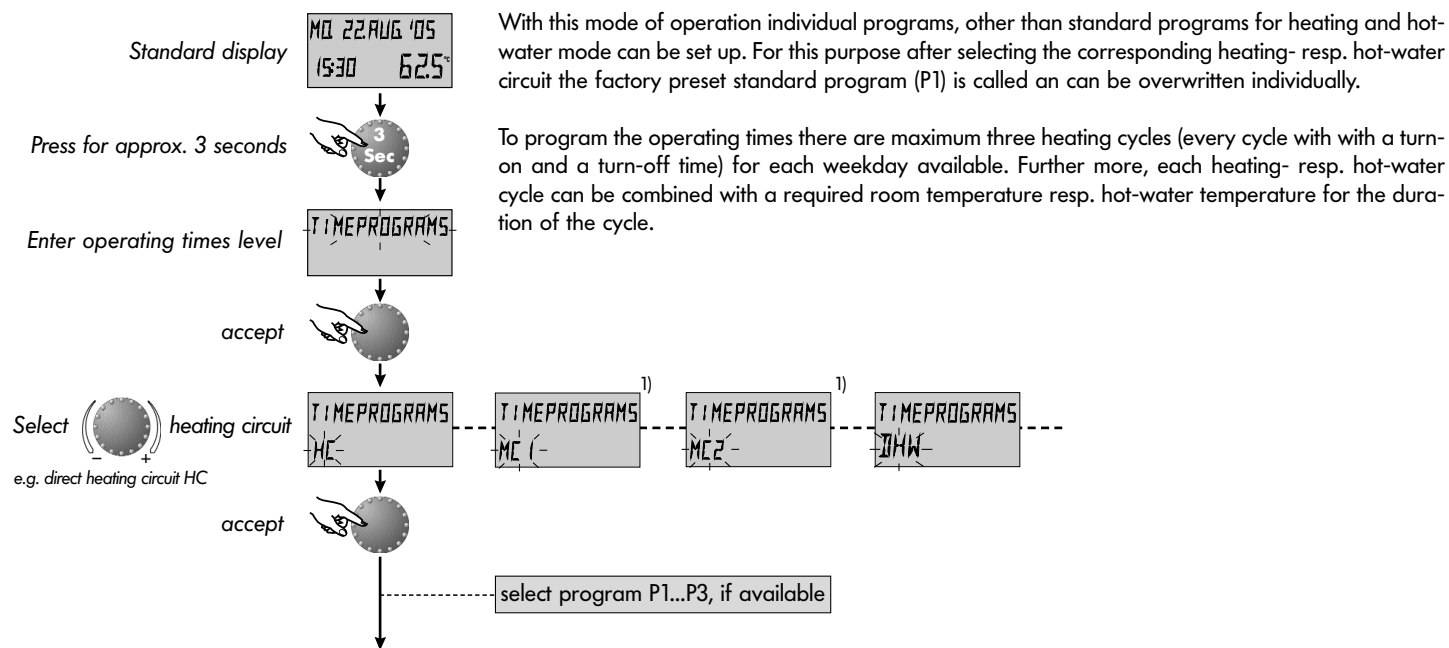 Standard display
MO. 22.AUG. '05
15:30 62.5°c
With this mode of operation individual programs, other than standard programs for heating and hot-
water mode can be set up. For this purpose after selecting the corresponding heating- resp. hot-water
circuit the factory preset standard program (P1) is called an can be overwritten individually.
To program the operating times there are maximum three heating cycles (every cycle with with a turn-
on and a turn-off time) for each weekday available. Further more, each heating- resp. hot-water
cycle can be combined with a required room temperature resp. hot-water temperature for the dura-
tion of the cycle.
Press for approx. 3 seconds
3
Sec
Enter operating times level
TIMEPROGRAMS
accept
Select - + heating circuit
e.g. direct heating circuit HC
TIMEPROGRAMS
HC
1)
TIMEPROGRAMS
MC1
1)
TIMEPROGRAMS
MC2
TIMEPROGRAMS
DHW
accept
select program P1...P3, if available